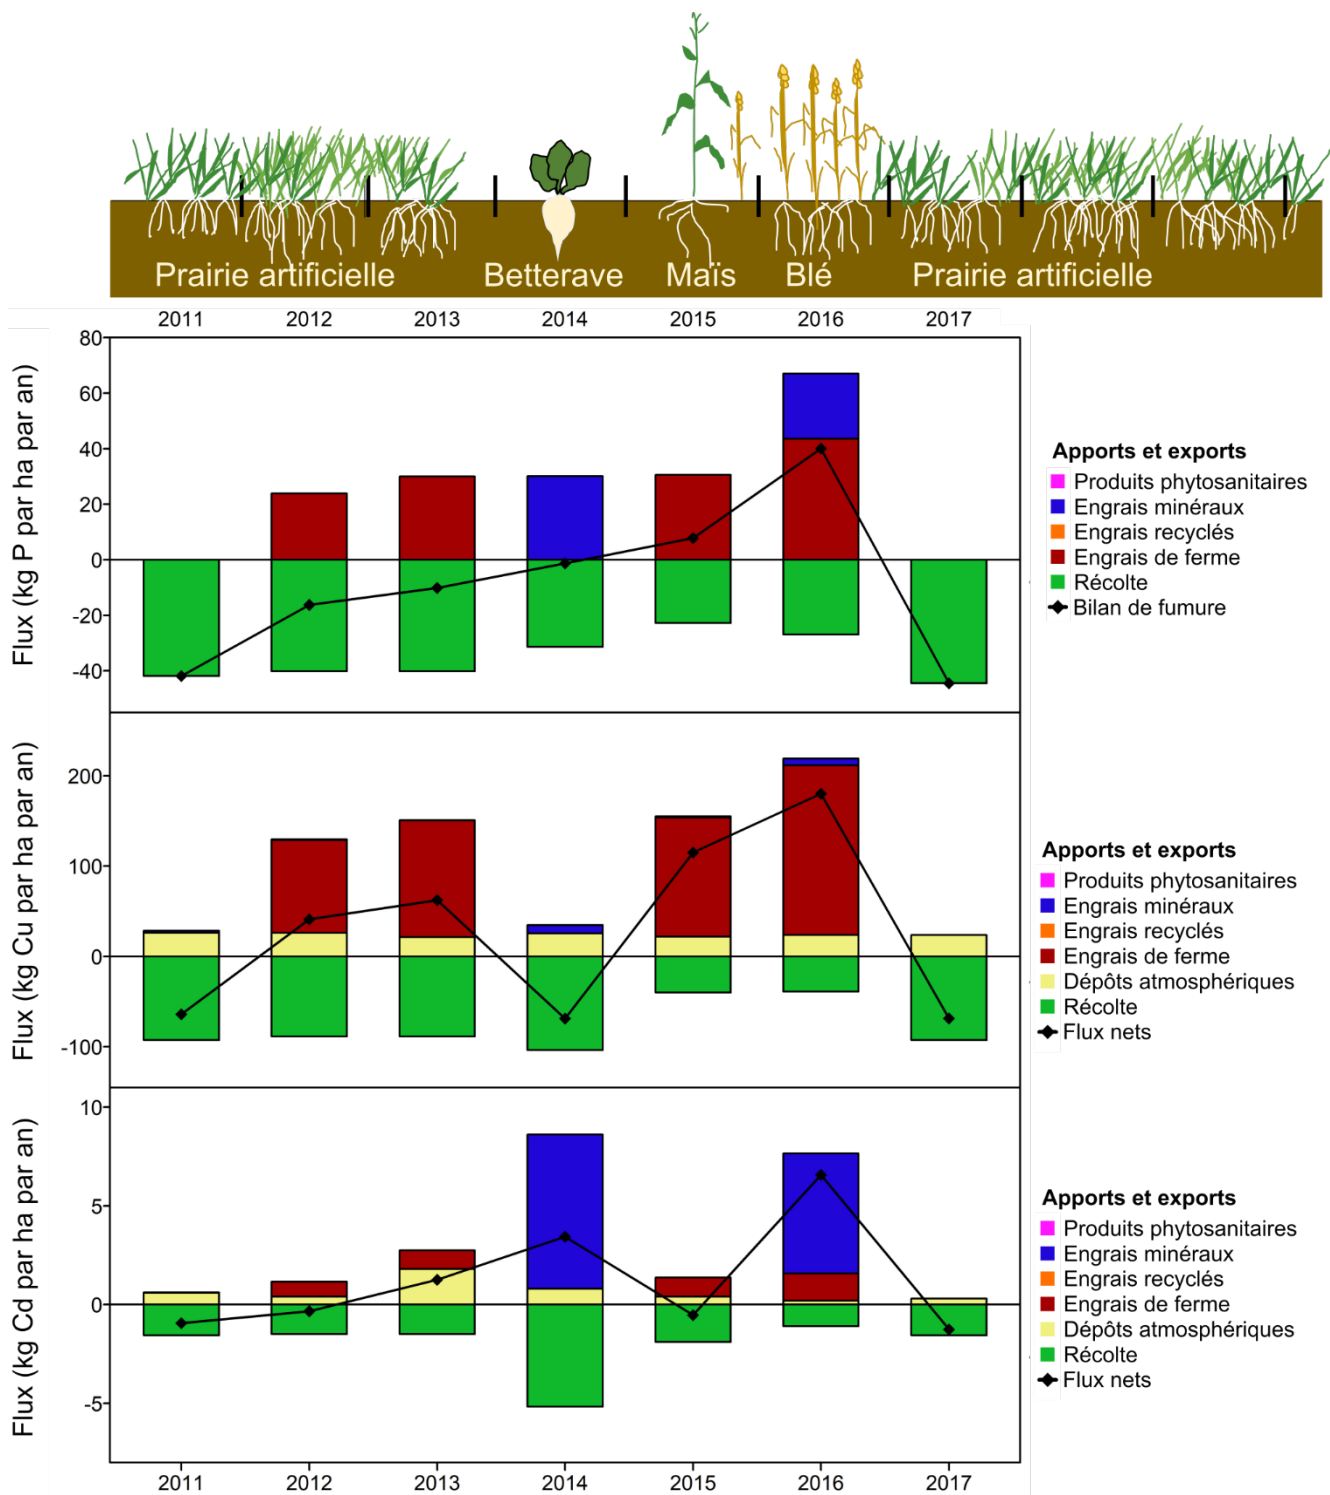 Prairie artificielle Betterave Maïs Blé Prairie artificielle
2011 2012 2013 2014 2015 2016 2017
Flux (kg P par ha par an)
80
60
40
20
0
-20
-40
Apports et exports
Produits phytosanitaires
Engrais minéraux
Engrais recyclés
Engrais de ferme
Récolte
Bilan de fumure
Flux (kg Cu par ha par an)
200
100
0
-100
Apports et exports
Produits phytosanitaires
Engrais minéraux
Engrais recyclés
Engrais de ferme
Dépôts atmosphériques
Récolte
Flux nets
Flux (kg Cd par ha par an)
10
5
0
-5
Apports et exports
Produits phytosanitaires
Engrais minéraux
Engrais recyclés
Engrais de ferme
Dépôts atmosphériques
Récolte
Flux nets
2011 2012 2013 2014 2015 2016 2017